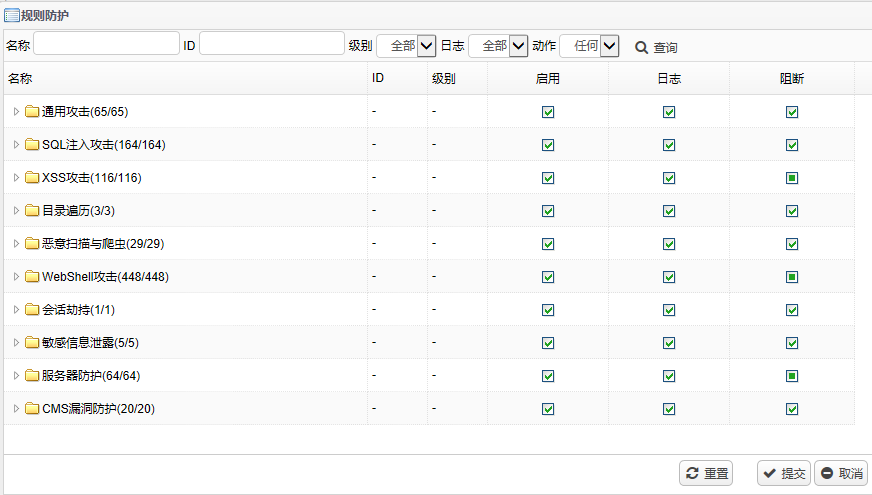 规则防护
名称 ID 级别 全部 日志 全部 动作 任何 查询
名称 ID 级别 启用 日志 阻断
通用攻击(65/65) - -
SQL注入攻击(164/164) - -
XSS攻击(116/116) - -
目录遍历(3/3) - -
恶意扫描与爬虫(29/29) - -
WebShell攻击(448/448) - -
会话劫持(1/1) - -
敏感信息泄露(5/5) - -
服务器防护(64/64) - -
CMS漏洞防护(20/20) - -
重置 提交 取消